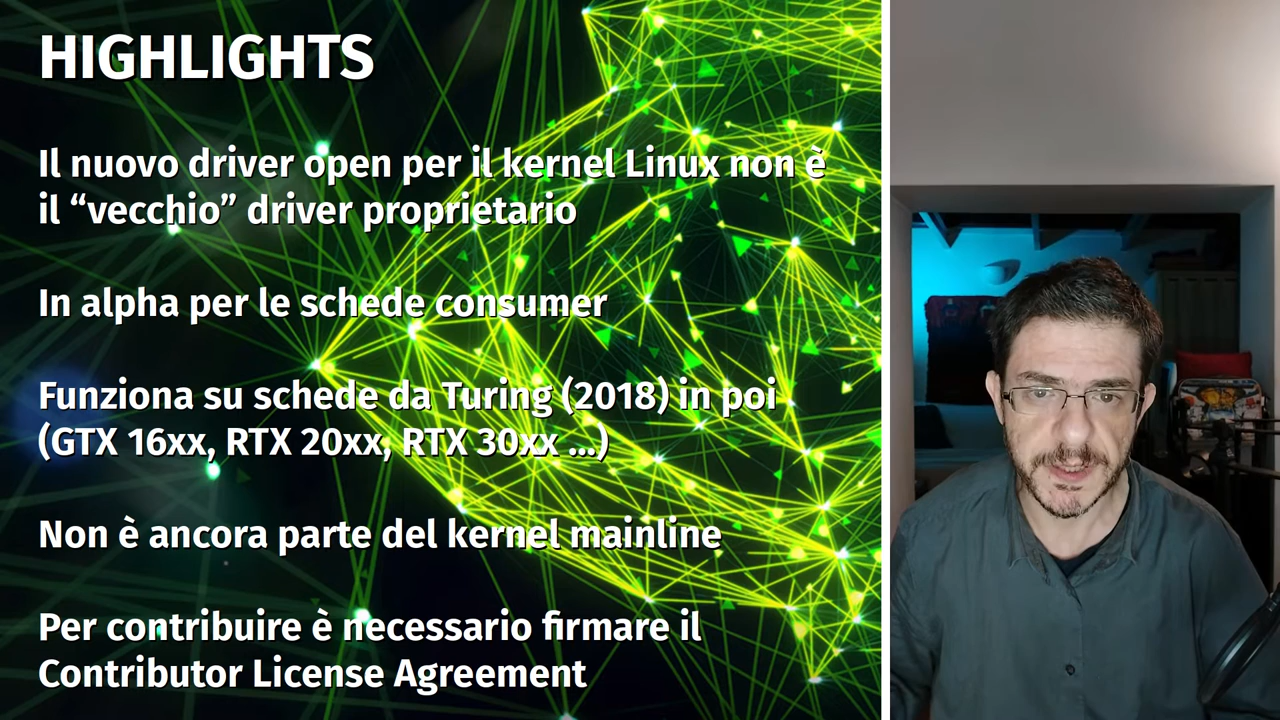 HIGHLIGHTS
Il nuovo driver open per il kernel Linux non è
il “vecchio” driver proprietario
In alpha per le schede consumer
Funziona su schede da Turing (2018) in poi
(GTX 16xx, RTX 20xx, RTX 30xx ...)
Non è ancora parte del kernel mainline
Per contribuire è necessario firmare il
Contributor License Agreement